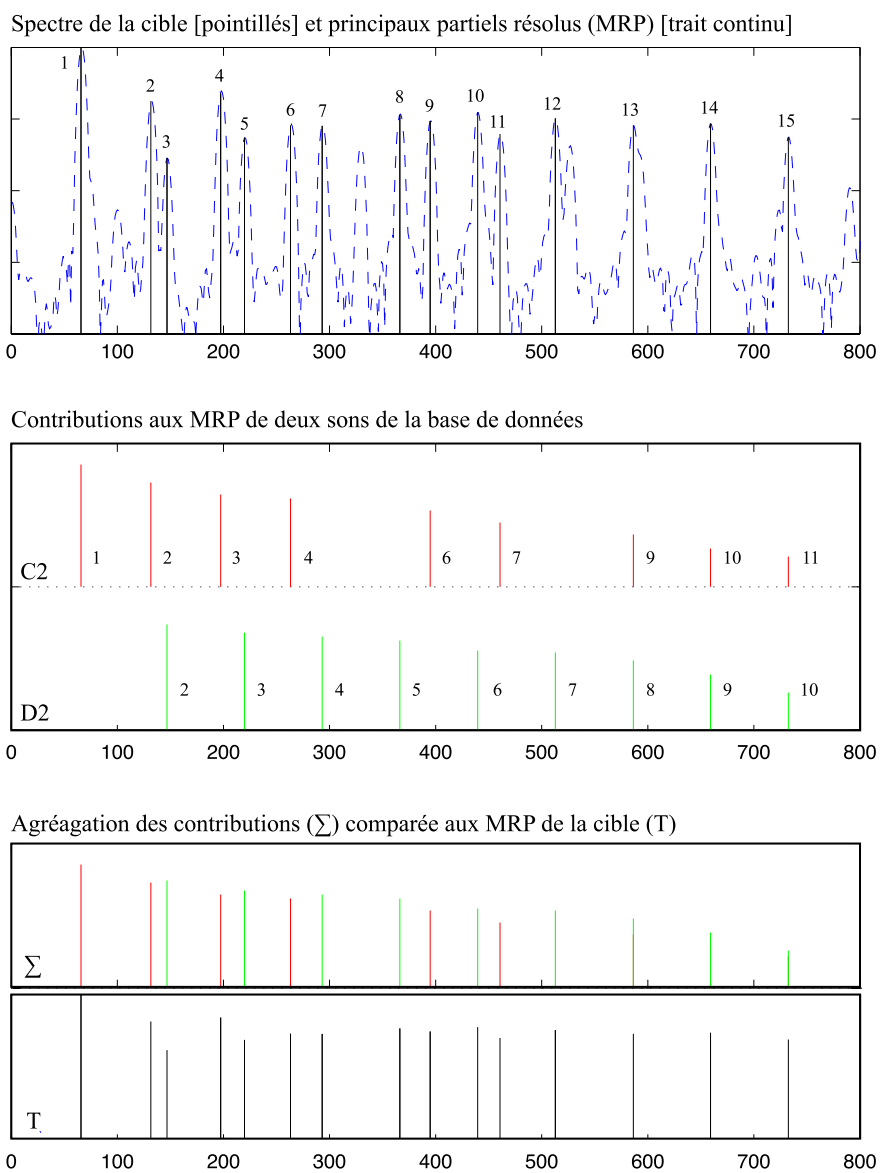 Spectre de la cible [pointillés] et principaux partiels résolus (MRP) [trait continu]
1 2 3 4 5 6 7 8 9 10 11 12 13 14 15
0 100 200 300 400 500 600 700 800
Contributions aux MRP de deux sons de la base de données
C2 1 2 3 4 6 7 9 10 11
D2 2 3 4 5 6 7 8 9 10
0 100 200 300 400 500 600 700 800
Agréagation des contributions (∑) comparée aux MRP de la cible (T)
∑
T
0 100 200 300 400 500 600 700 800